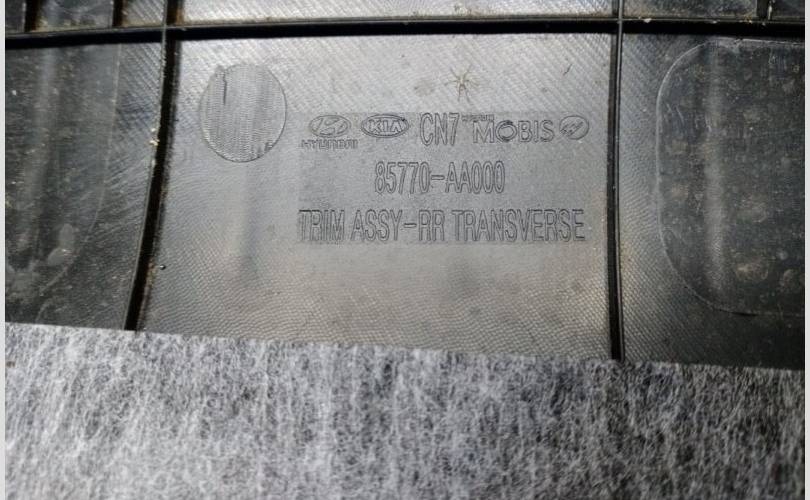 HYUNDAI KIA CN7 MOBIS
85770-AA000
TRIM ASSY-RR TRANSVERSE